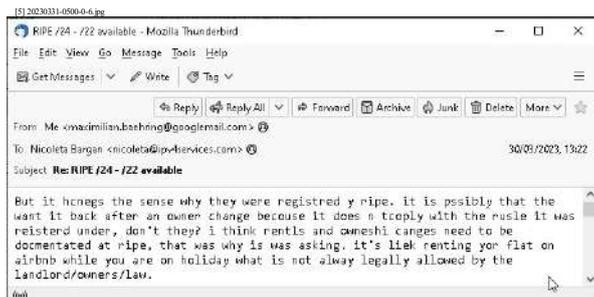 [5] 20230331-0500-0-6.jpg
RIPE /24 - /22 available - Mozilla Thunderbird
File Edit View Go Message Tools Help
Get Messages Write Tag
Reply Reply All Forward Archive Junk Delete More
From Me <maximilian.baehring@googlemail.com>
To Nicoleta Bargan <nicoleta@ipv4services.com> 30/03/2023, 13:22
Subject Re: RIPE /24 - /22 available
But it hcnegs the sense why they were registred y ripe. it is pssibly that the
want it back after an owner change becouse it does n tcoply with the rusle it was
reisterd under, don't they? i think rentls and owneshi canges need to be
docmentated at ripe, that was why is was asking. it's liek renting yor flat on
airbnb while you are on holiday what is not alway legally allowed by the
landlord/owners/law.